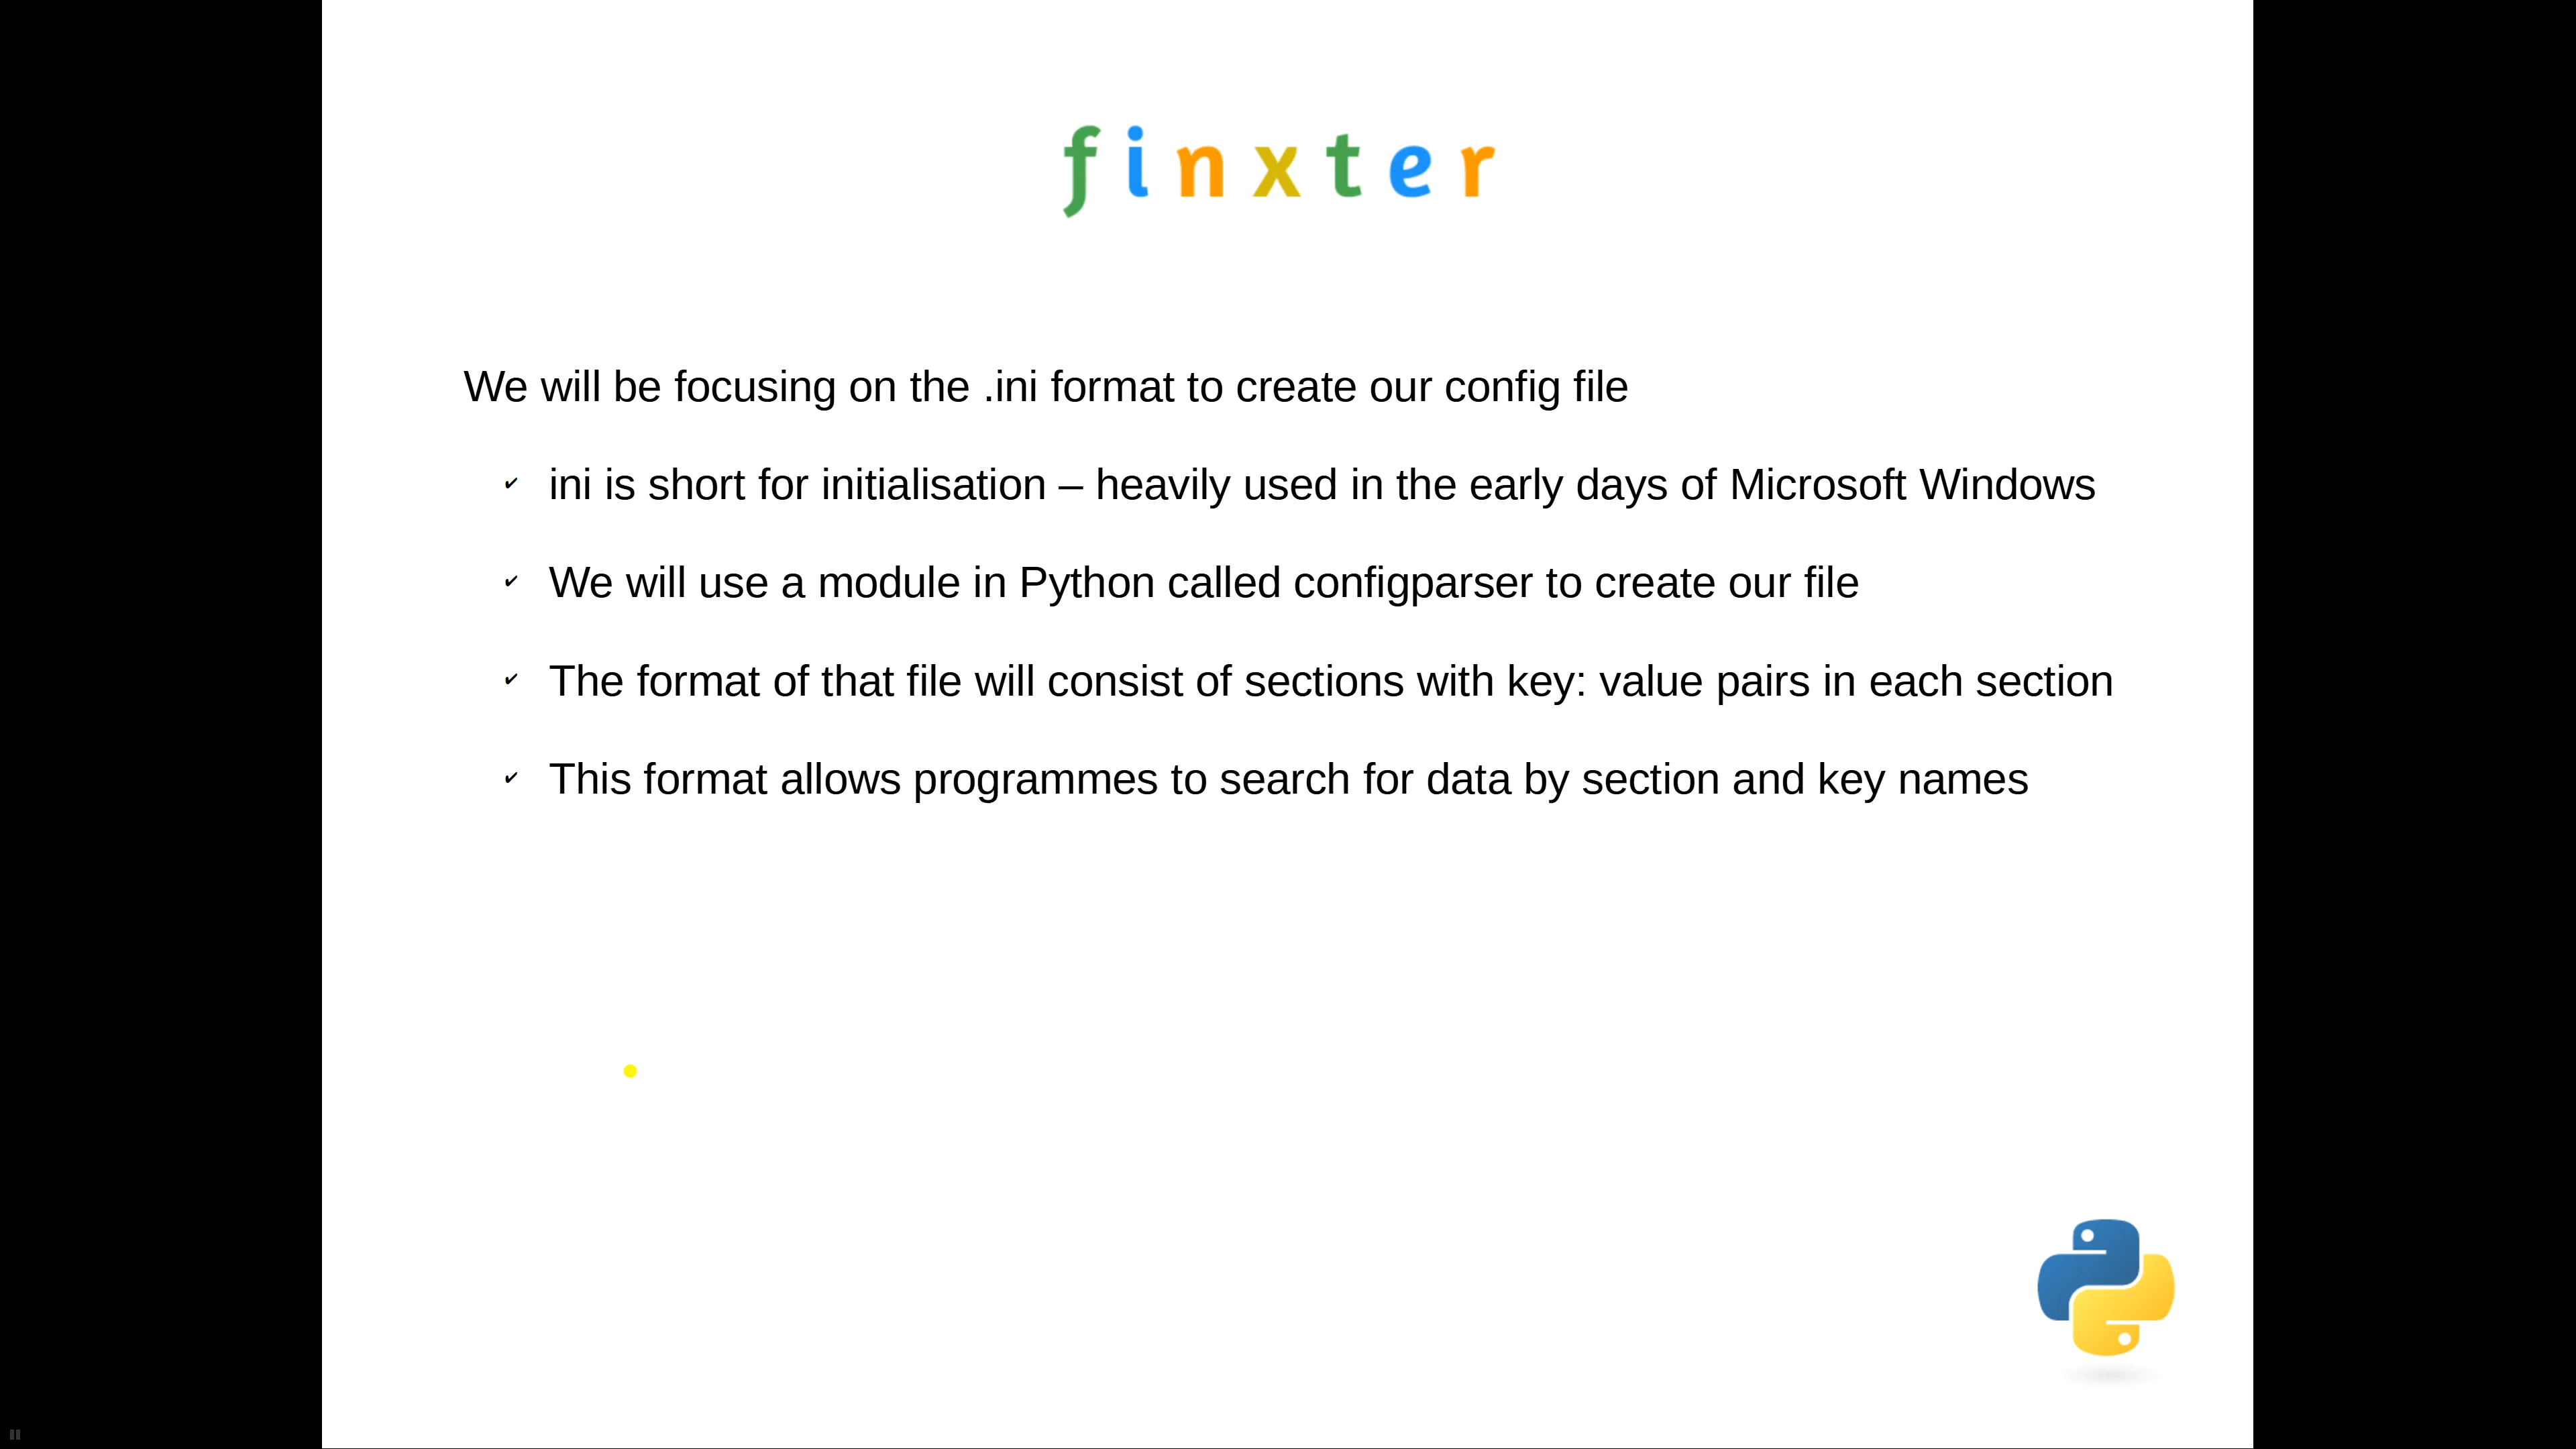 finxter
We will be focusing on the .ini format to create our config file
✔ ini is short for initialisation – heavily used in the early days of Microsoft Windows
✔ We will use a module in Python called configparser to create our file
✔ The format of that file will consist of sections with key: value pairs in each section
✔ This format allows programmes to search for data by section and key names